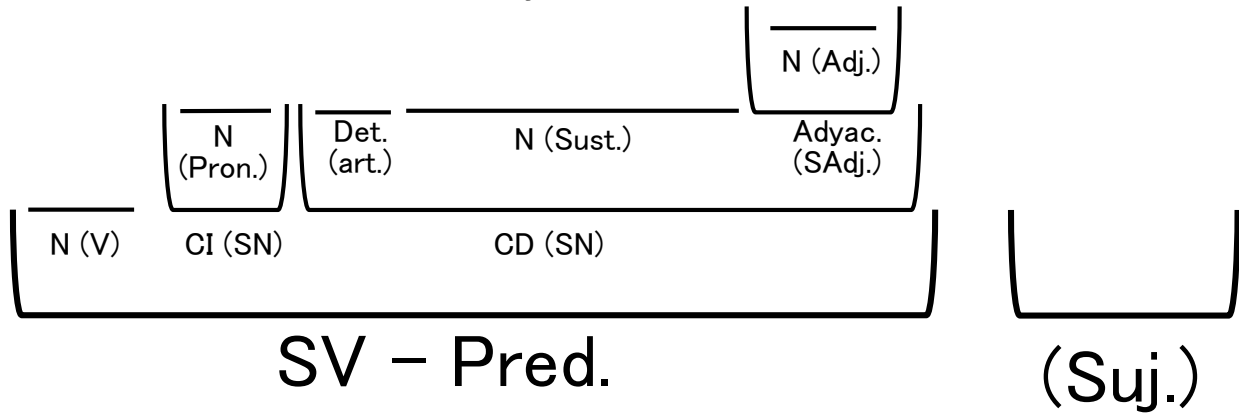 N (Adj.)
N (Pron.)
Det. (art.)
N (Sust.)
Adyac. (SAdj.)
N (V)
CI (SN)
CD (SN)
SV - Pred.
(Suj.)